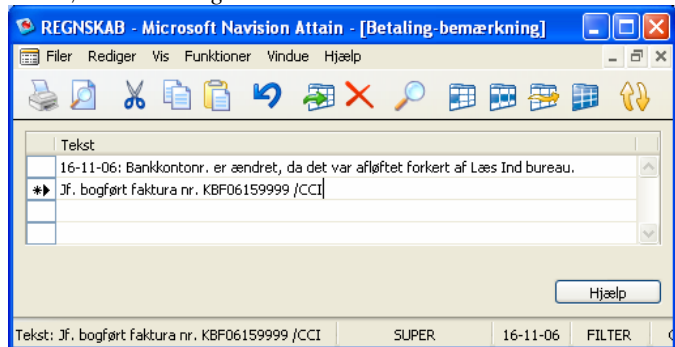 REGNSKAB - Microsoft Navision Attain - [Betaling-bemærkning]
Filer Rediger Vis Funktioner Vindue Hjælp
Tekst
16-11-06: Bankkontonr. er ændret, da det var afløftet forkert af Læs Ind bureau.
Jf. bogført faktura nr. KBF06159999 /CCI
Hjælp
Tekst: Jf. bogført faktura nr. KBF06159999 /CCI SUPER 16-11-06 FILTER